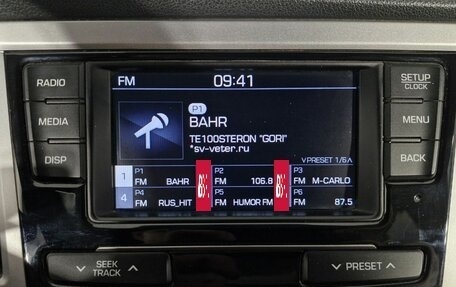 RADIO
MEDIA
DISP
FM 09:41
P1
BAHR
TE100STERON "GORI"
*sv-veter.ru
PRESET 1/6
1 P1 FM BAHR
P2 FM 106.8
P3 FM M-CARLO
4 P4 FM RUS_HIT
P5 FM HUMOR FM
P6 FM 87.5
SETUP
CLOCK
MENU
BACK
SEEK
TRACK
PRESET